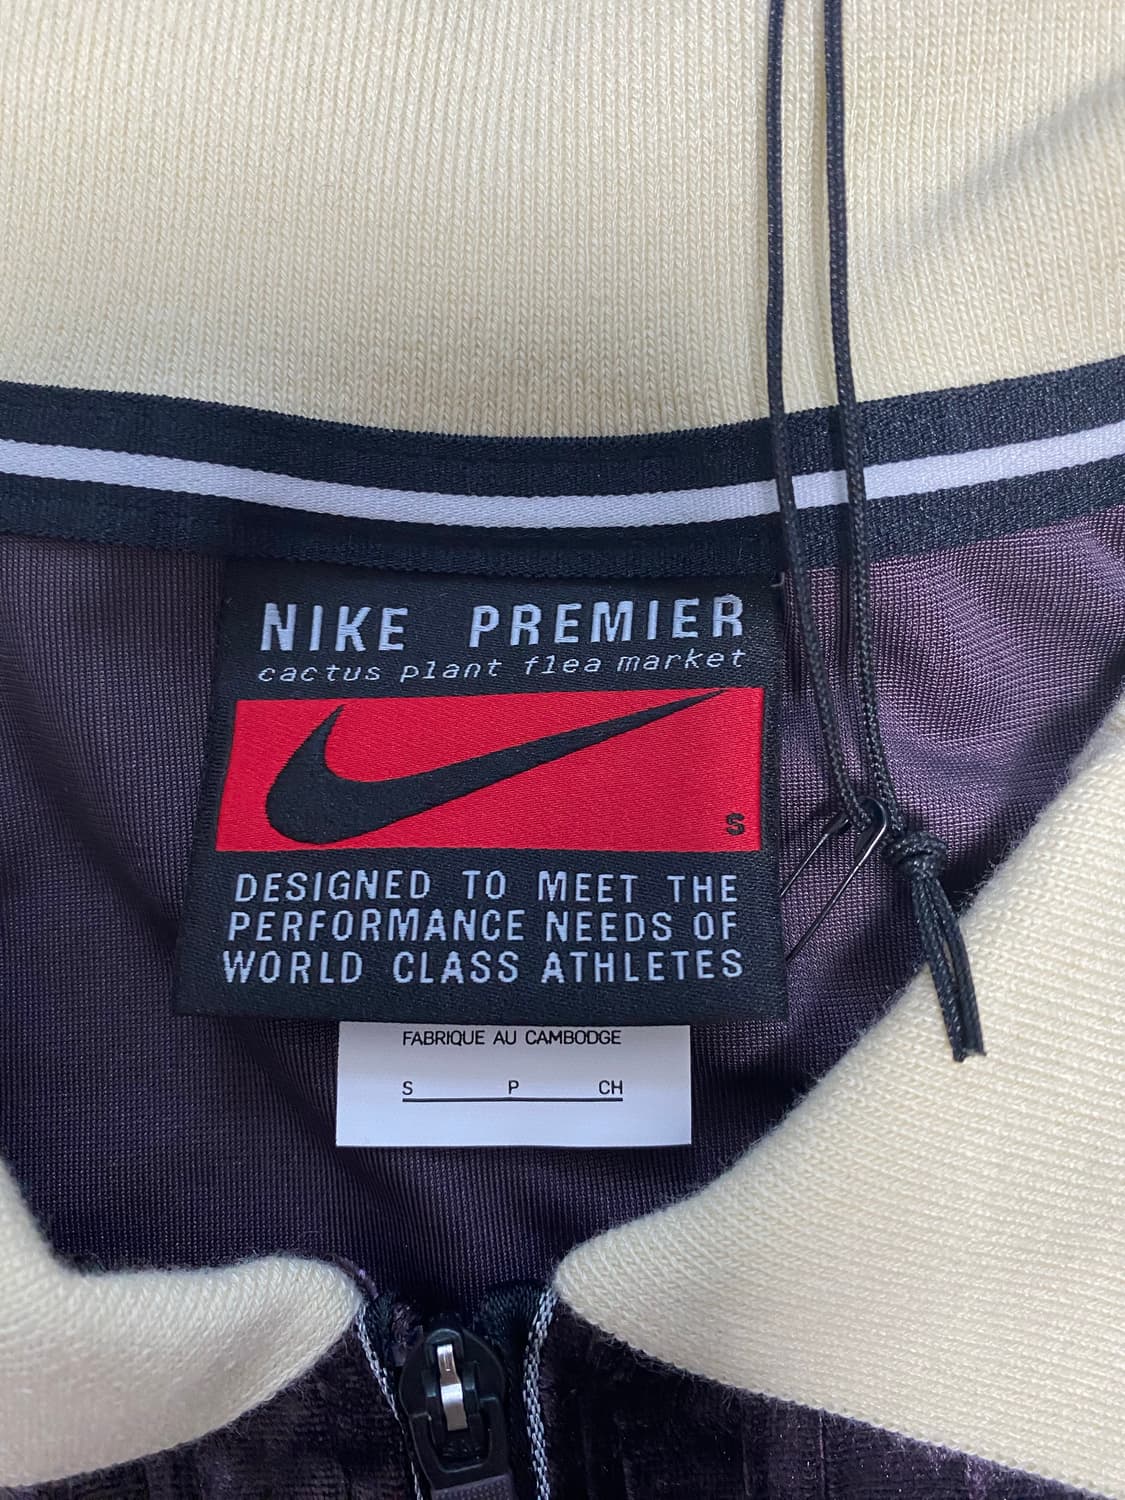 NIKE PREMIER
cactus plant flea market
S
DESIGNED TO MEET THE
PERFORMANCE NEEDS OF
WORLD CLASS ATHLETES
FABRIQUE AU CAMBODGE
S P CH